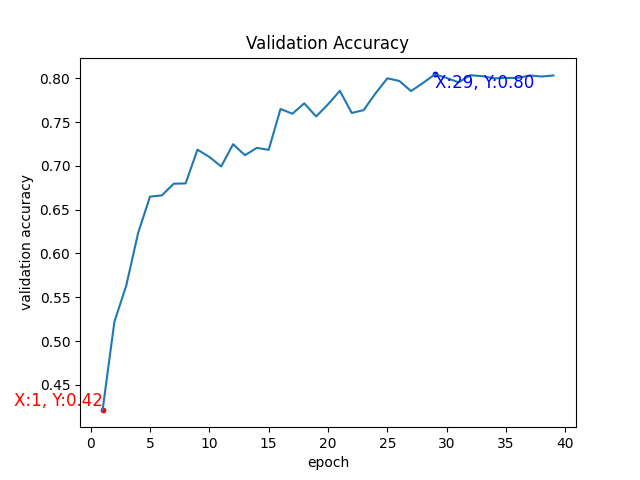 Validation Accuracy
validation accuracy
0.80
0.75
0.70
0.65
0.60
0.55
0.50
0.45
X:29, Y:0.80
X:1, Y:0.42
0 5 10 15 20 25 30 35 40
epoch